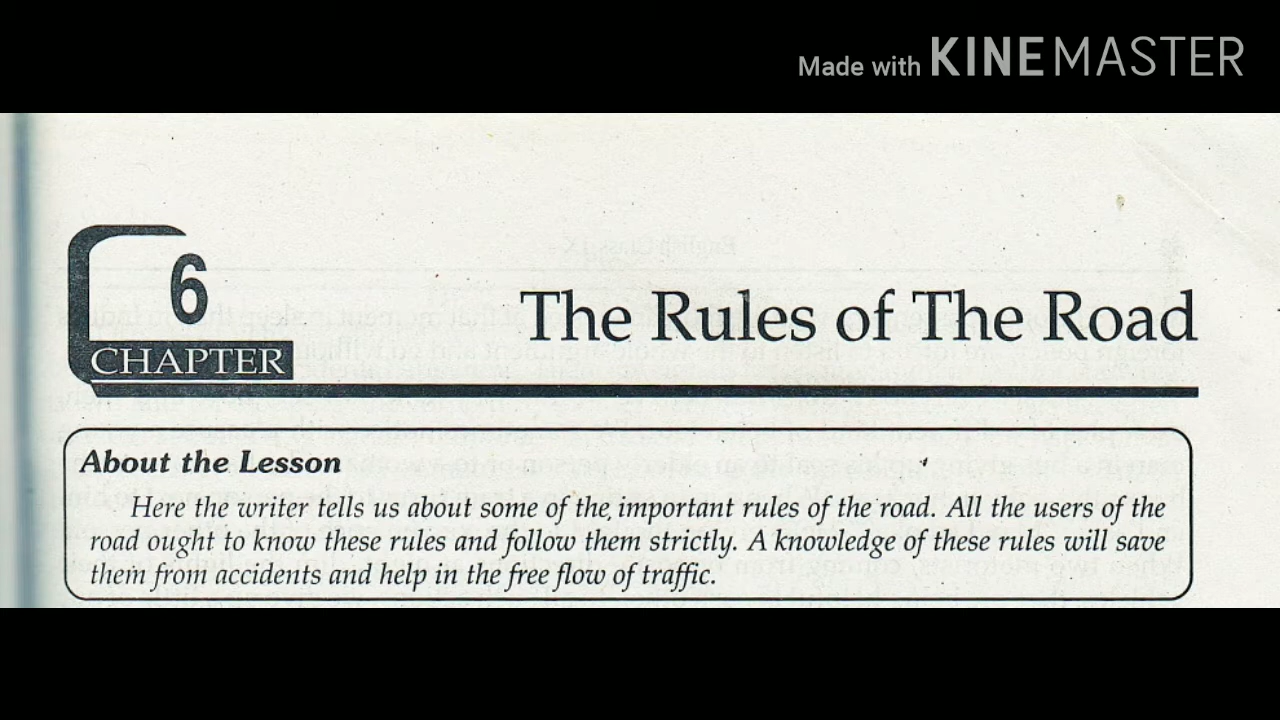 Made with KINEMASTER
6
CHAPTER
The Rules of The Road
About the Lesson
Here the writer tells us about some of the important rules of the road. All the users of the
road ought to know these rules and follow them strictly. A knowledge of these rules will save
them from accidents and help in the free flow of traffic.